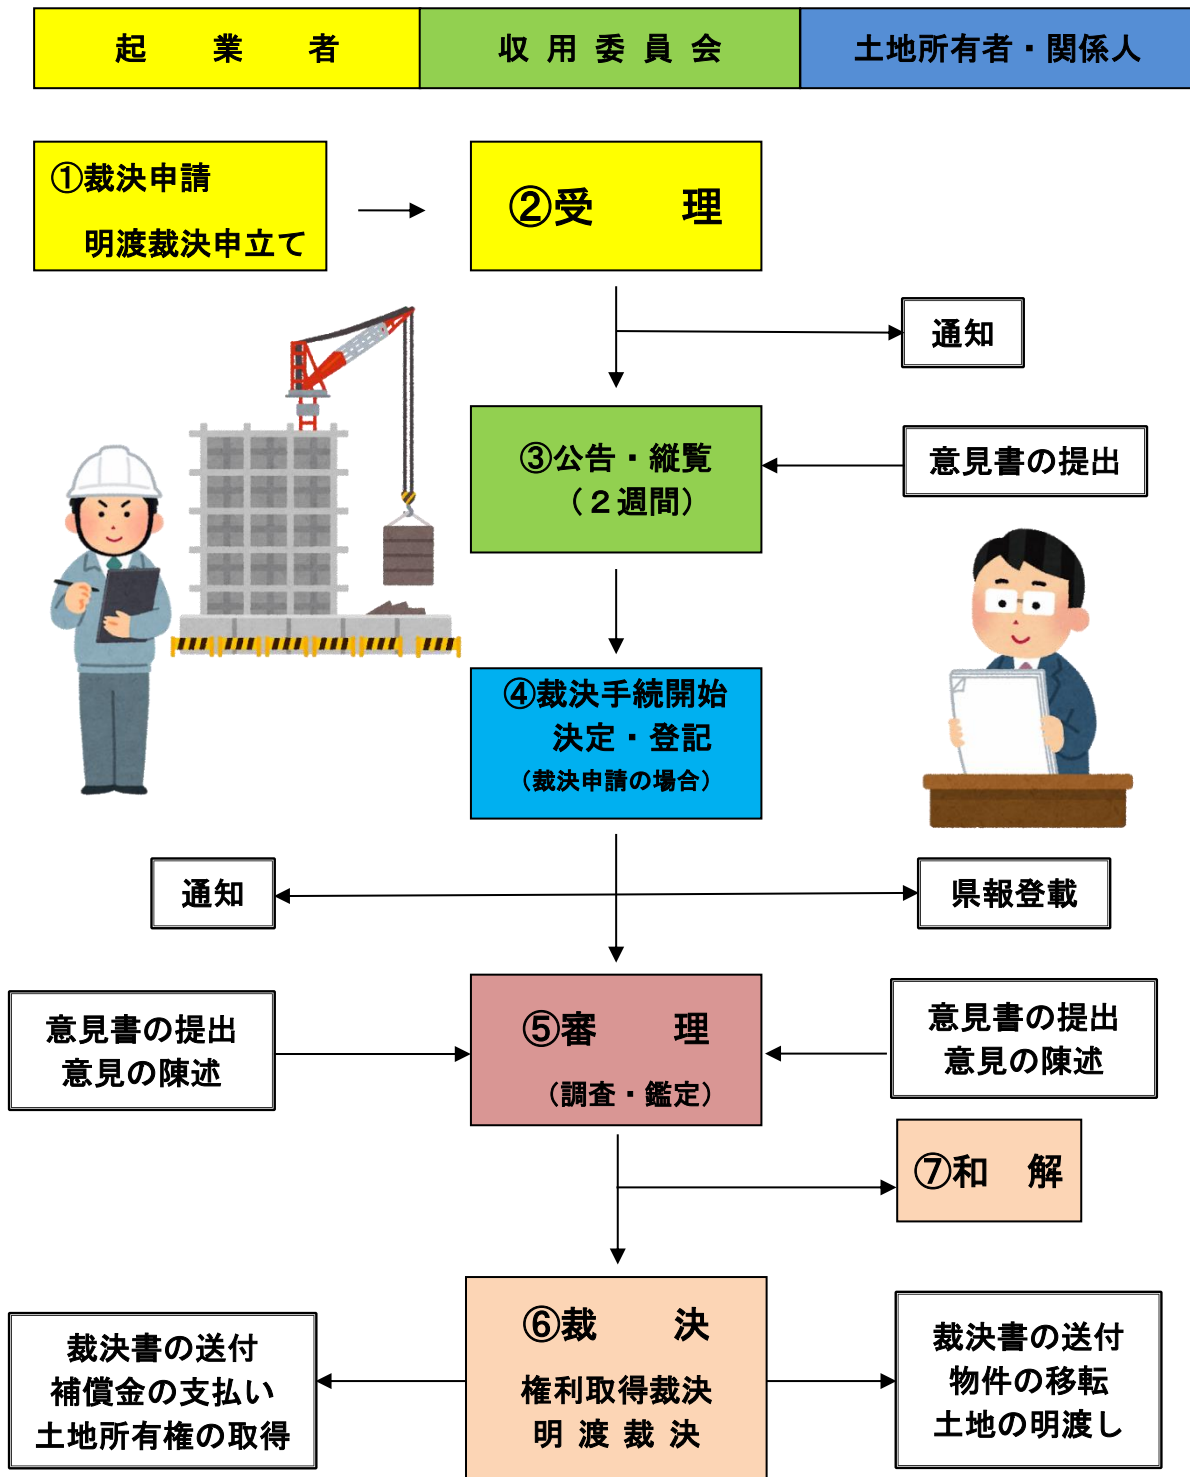 起業者
収用委員会
土地所有者・関係人
①裁決申請
明渡裁決申立て
②受理
通知
③公告・縦覧
（２週間）
意見書の提出
④裁決手続開始
決定・登記
（裁決申請の場合）
通知
県報登載
意見書の提出
意見の陳述
⑤審理
（調査・鑑定）
意見書の提出
意見の陳述
⑦和解
裁決書の送付
補償金の支払い
土地所有権の取得
⑥裁決
権利取得裁決
明渡裁決
裁決書の送付
物件の移転
土地の明渡し